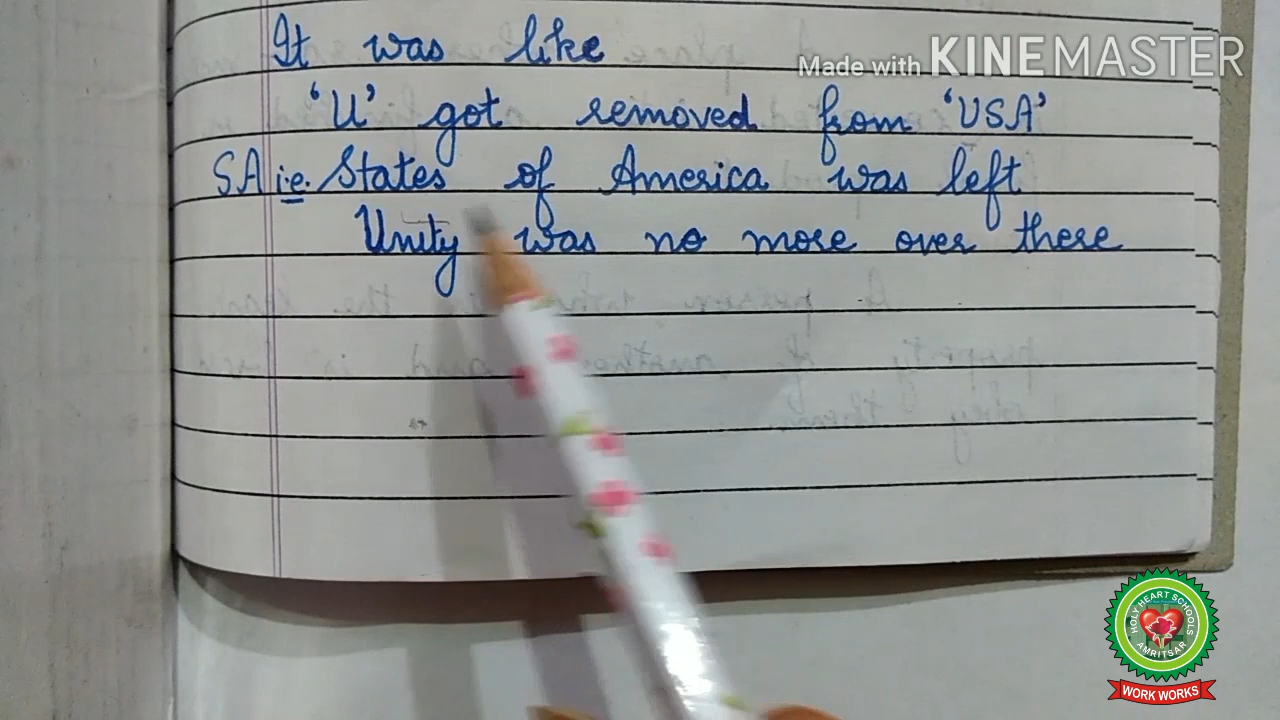 It was like
'U' got removed from 'USA'
SA i.e. States of America was left
Unity was no more over there
Made with KINEMASTER
HOLY HEART SCHOOLS
AMRITSAR
WORK WORKS